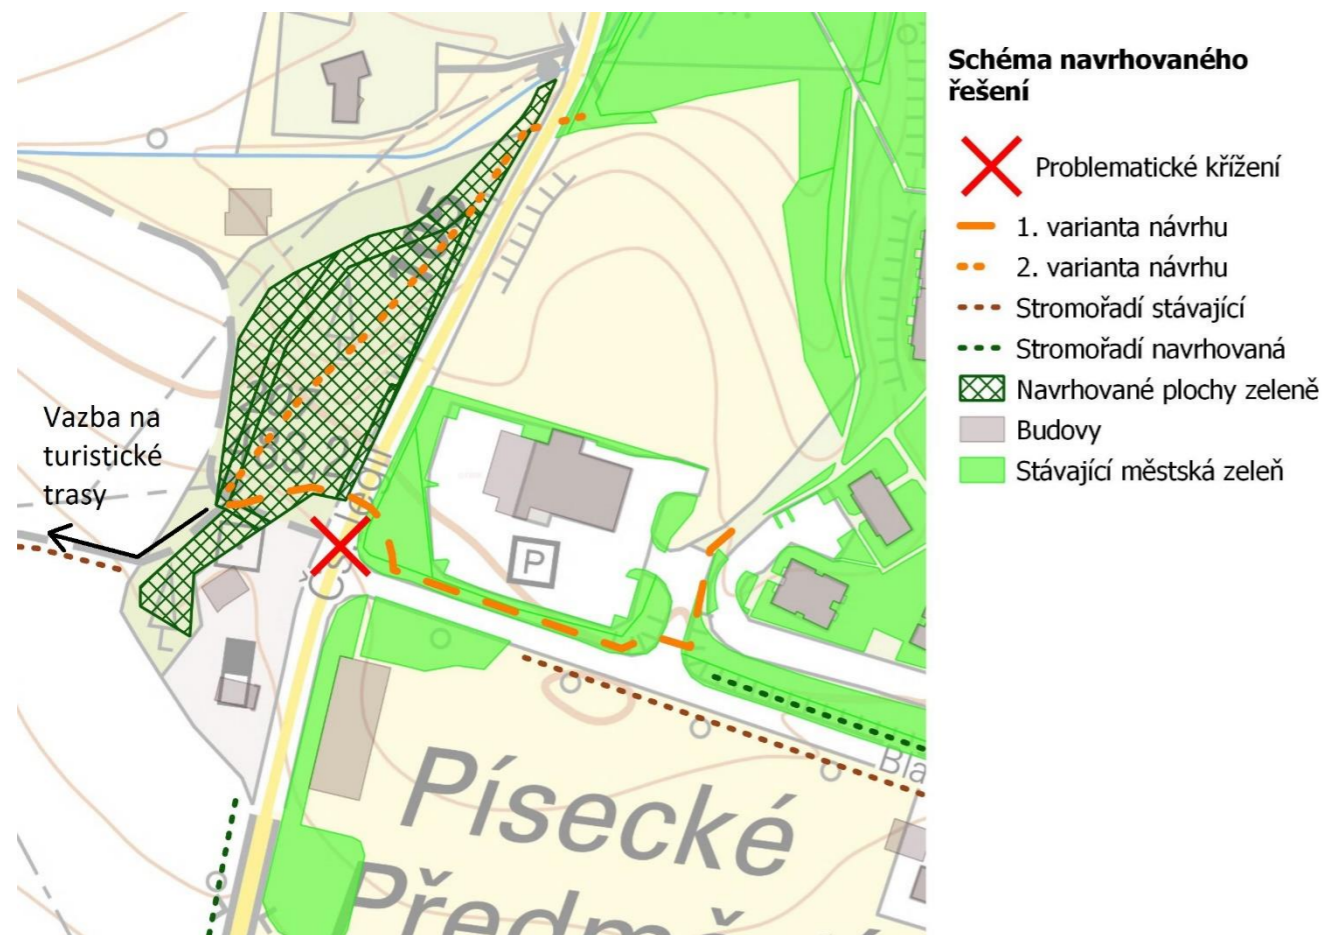 Schéma navrhovaného
řešení
Problematické křížení
1. varianta návrhu
2. varianta návrhu
Stromořadí stávající
Stromořadí navrhovaná
Navrhované plochy zeleně
Budovy
Stávající městská zeleň
Vazba na
turistické
trasy
P
Písecké
Bla